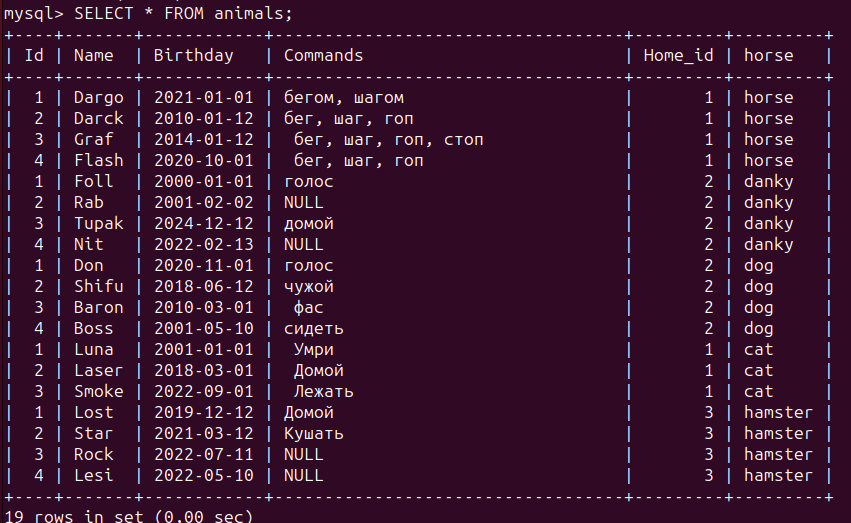 mysql> SELECT * FROM animals;
+----+-------+------------+-----------------------------------+---------+---------+
| Id | Name  | Birthday   | Commands                          | Home_id | horse   |
+----+-------+------------+-----------------------------------+---------+---------+
|  1 | Dargo | 2021-01-01 | бегом, шагом                      |       1 | horse   |
|  2 | Darck | 2010-01-12 | бег, шаг, гоп                     |       1 | horse   |
|  3 | Graf  | 2014-01-12 |  бег, шаг, гоп, стоп              |       1 | horse   |
|  4 | Flash | 2020-10-01 |  бег, шаг, гоп                    |       1 | horse   |
|  1 | Foll  | 2000-01-01 | голос                             |       2 | danky   |
|  2 | Rab   | 2001-02-02 | NULL                              |       2 | danky   |
|  3 | Tupak | 2024-12-12 | домой                             |       2 | danky   |
|  4 | Nit   | 2022-02-13 | NULL                              |       2 | danky   |
|  1 | Don   | 2020-11-01 | голос                             |       2 | dog     |
|  2 | Shifu | 2018-06-12 | чужой                             |       2 | dog     |
|  3 | Baron | 2010-03-01 |  фас                              |       2 | dog     |
|  4 | Boss  | 2001-05-10 | сидеть                            |       2 | dog     |
|  1 | Luna  | 2001-01-01 |  Умри                             |       1 | cat     |
|  2 | Laser | 2018-03-01 |  Домой                            |       1 | cat     |
|  3 | Smoke | 2022-09-01 |  Лежать                           |       1 | cat     |
|  1 | Lost  | 2019-12-12 | Домой                             |       3 | hamster |
|  2 | Star  | 2021-03-12 | Кушать                            |       3 | hamster |
|  3 | Rock  | 2022-07-11 | NULL                              |       3 | hamster |
|  4 | Lesi  | 2022-05-10 | NULL                              |       3 | hamster |
+----+-------+------------+-----------------------------------+---------+---------+
19 rows in set (0,00 sec)